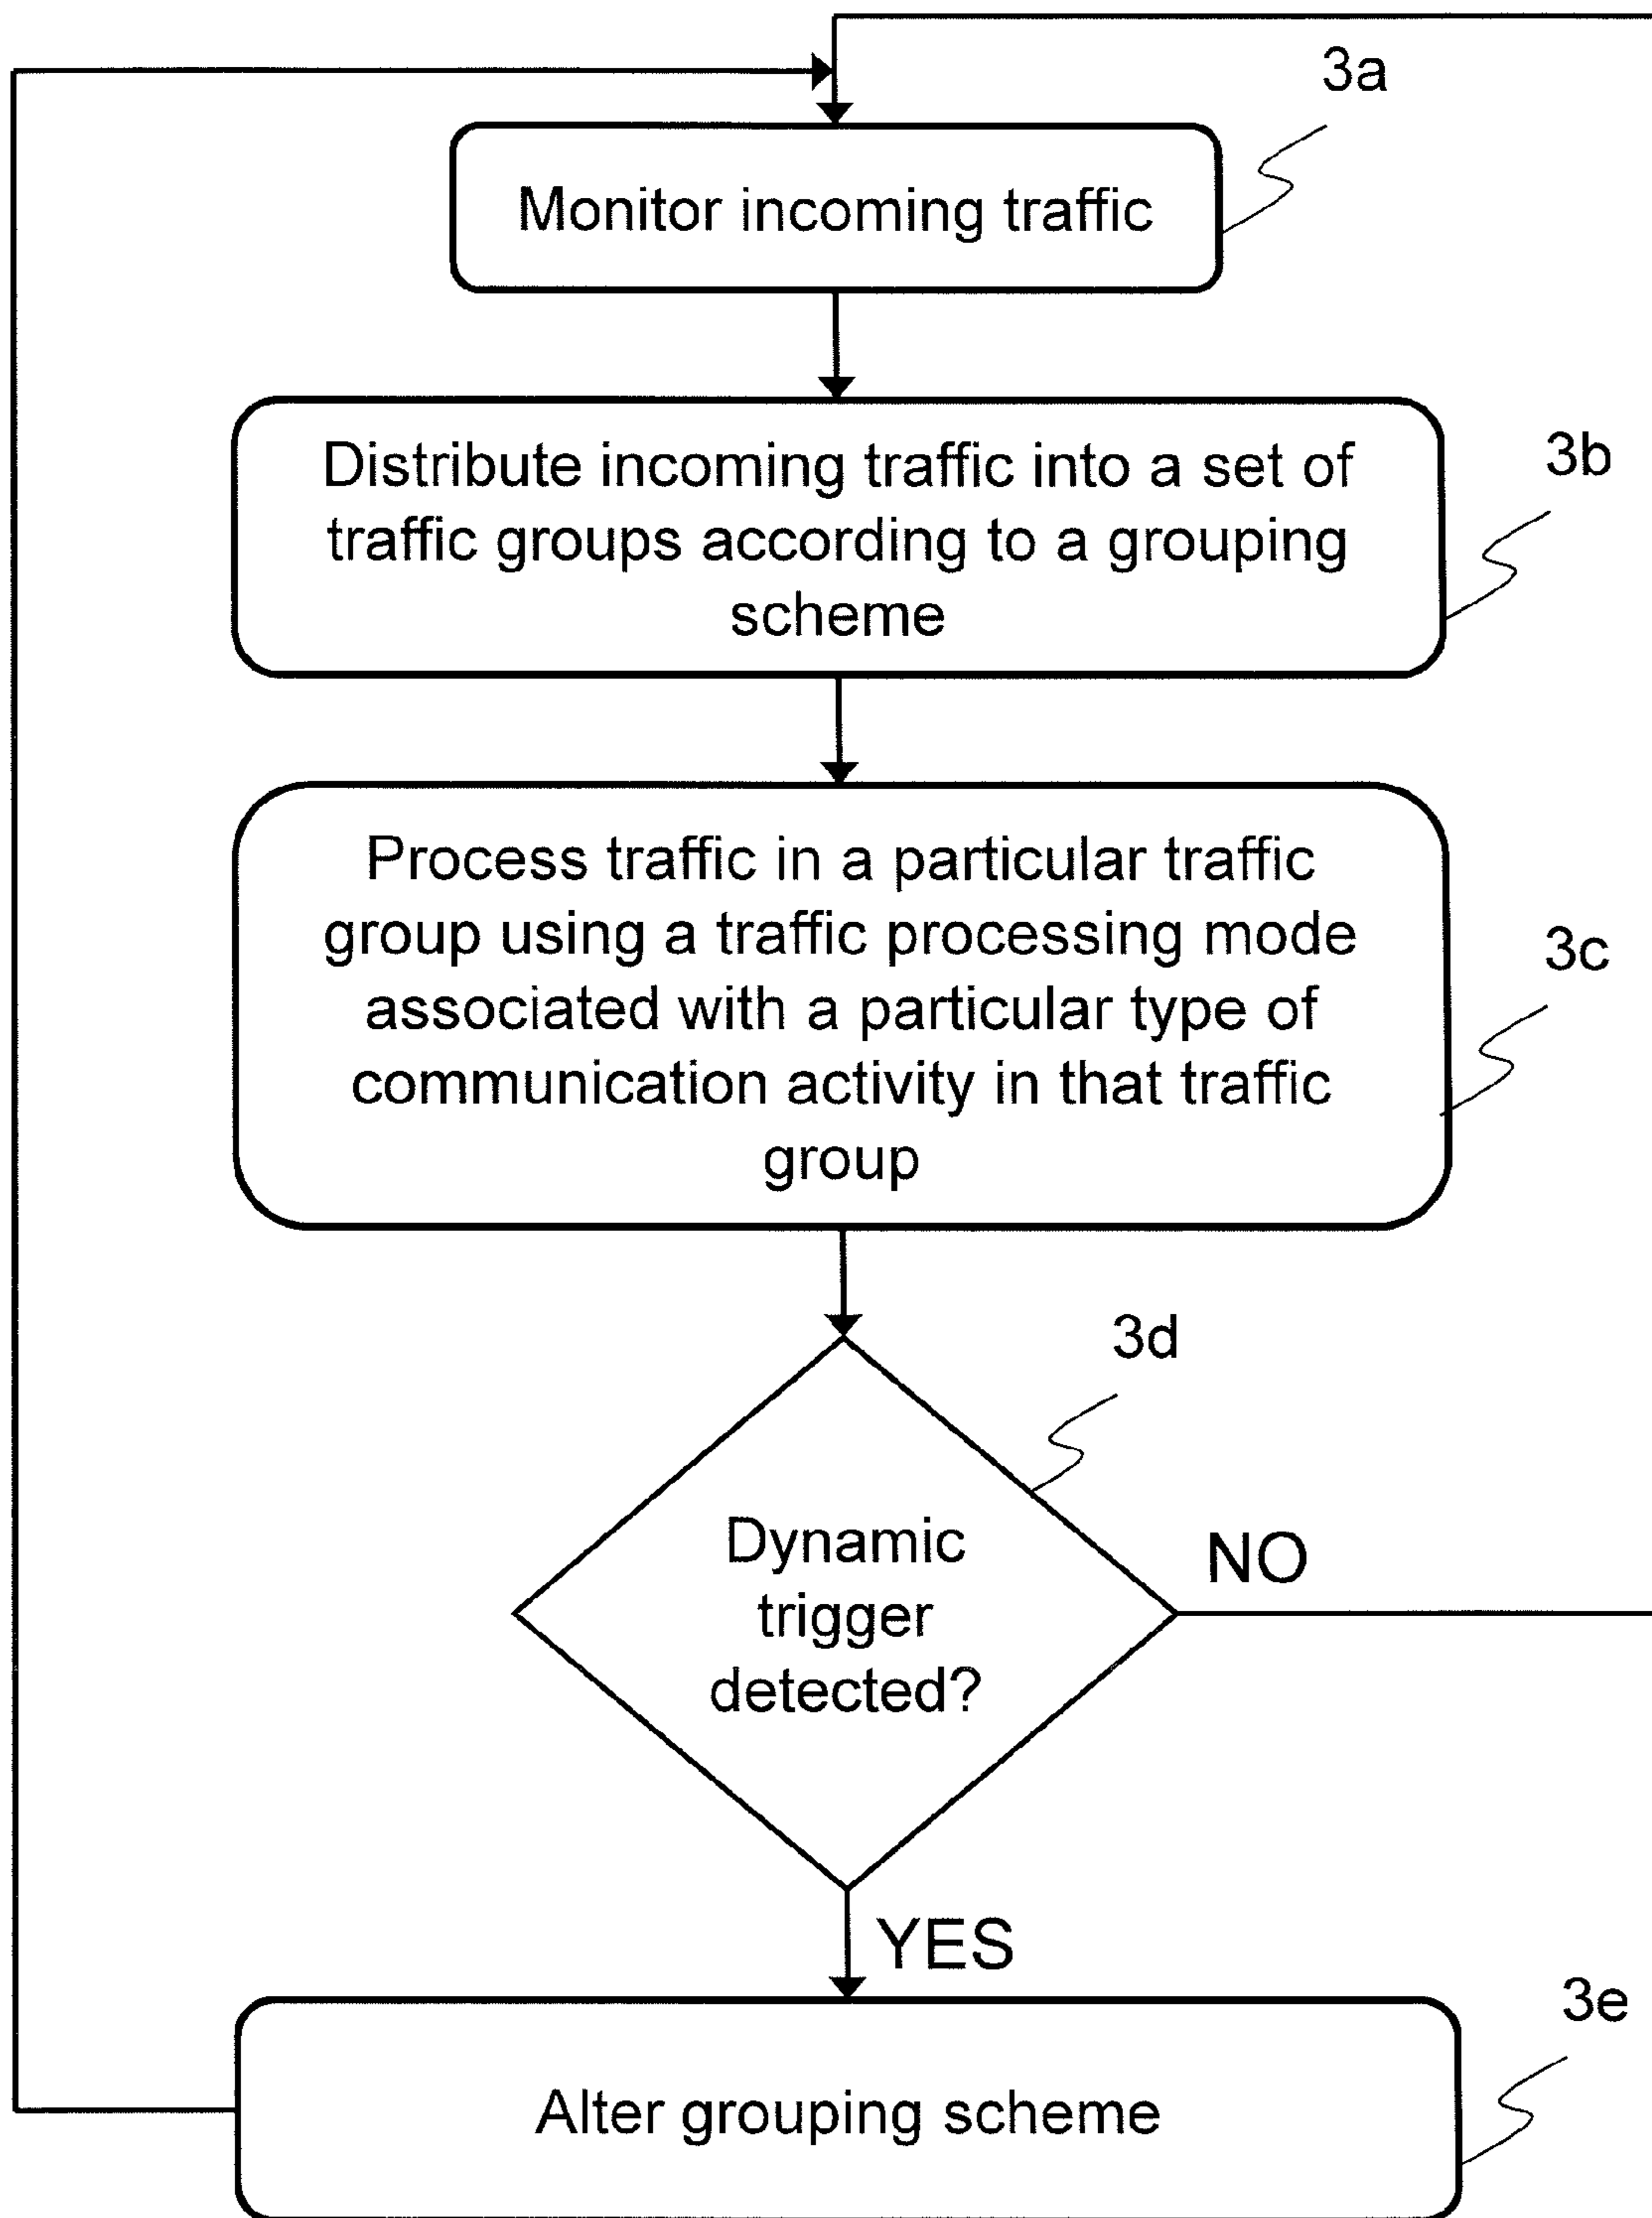 3a
Monitor incoming traffic
3b
Distribute incoming traffic into a set of
traffic groups according to a grouping
scheme
3c
Process traffic in a particular traffic
group using a traffic processing mode
associated with a particular type of
communication activity in that traffic
group
3d
Dynamic
trigger
detected?
NO
YES
3e
Alter grouping scheme